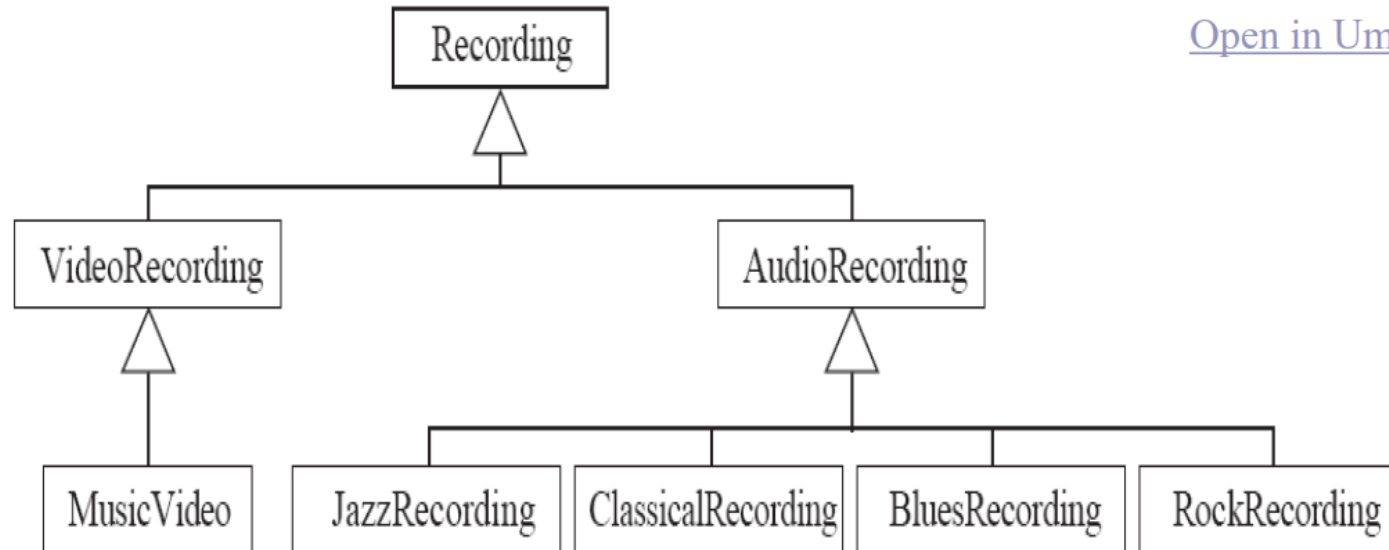 Recording
Open in Um
VideoRecording
AudioRecording
MusicVideo
JazzRecording
ClassicalRecording
BluesRecording
RockRecording